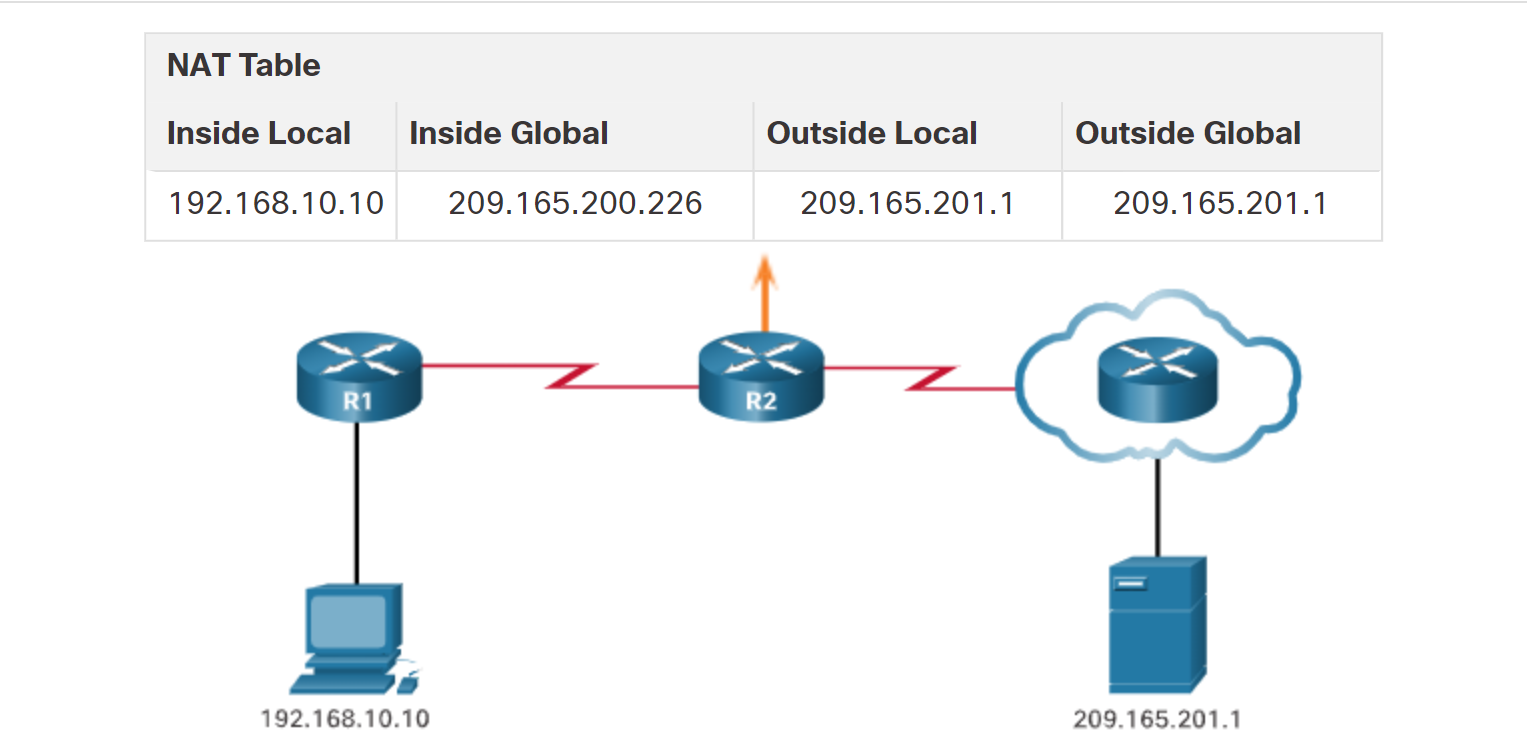 NAT Table
Inside Local Inside Global Outside Local Outside Global
192.168.10.10 209.165.200.226 209.165.201.1 209.165.201.1
R1 R2
192.168.10.10 209.165.201.1